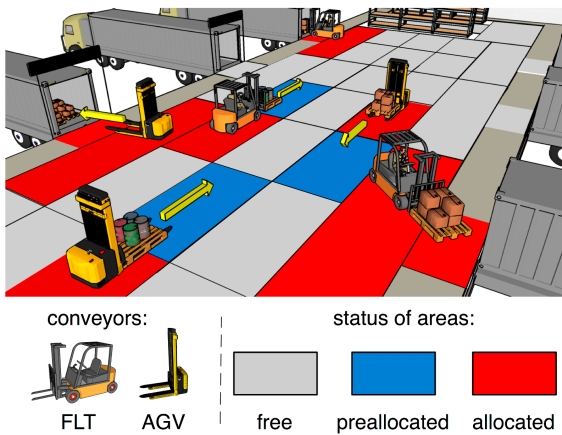 conveyors:
status of areas:
FLT
AGV
free
preallocated
allocated